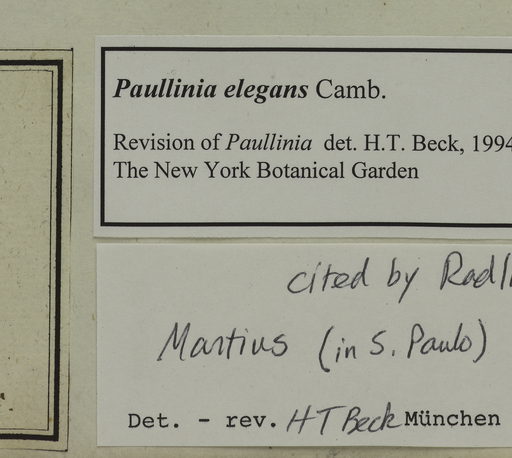 Paullinia elegans Camb.
Revision of Paullinia det. H.T. Beck, 1994
The New York Botanical Garden
cited by Radl
Martius (in S. Paulo)
Det. - rev. HT Beck München